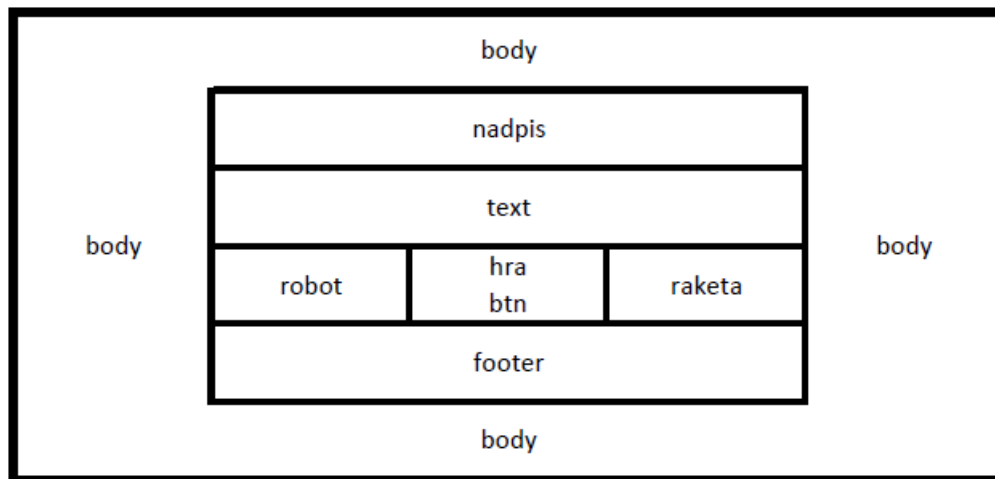 body
nadpis
text
body
body
robot
hra
btn
raketa
footer
body